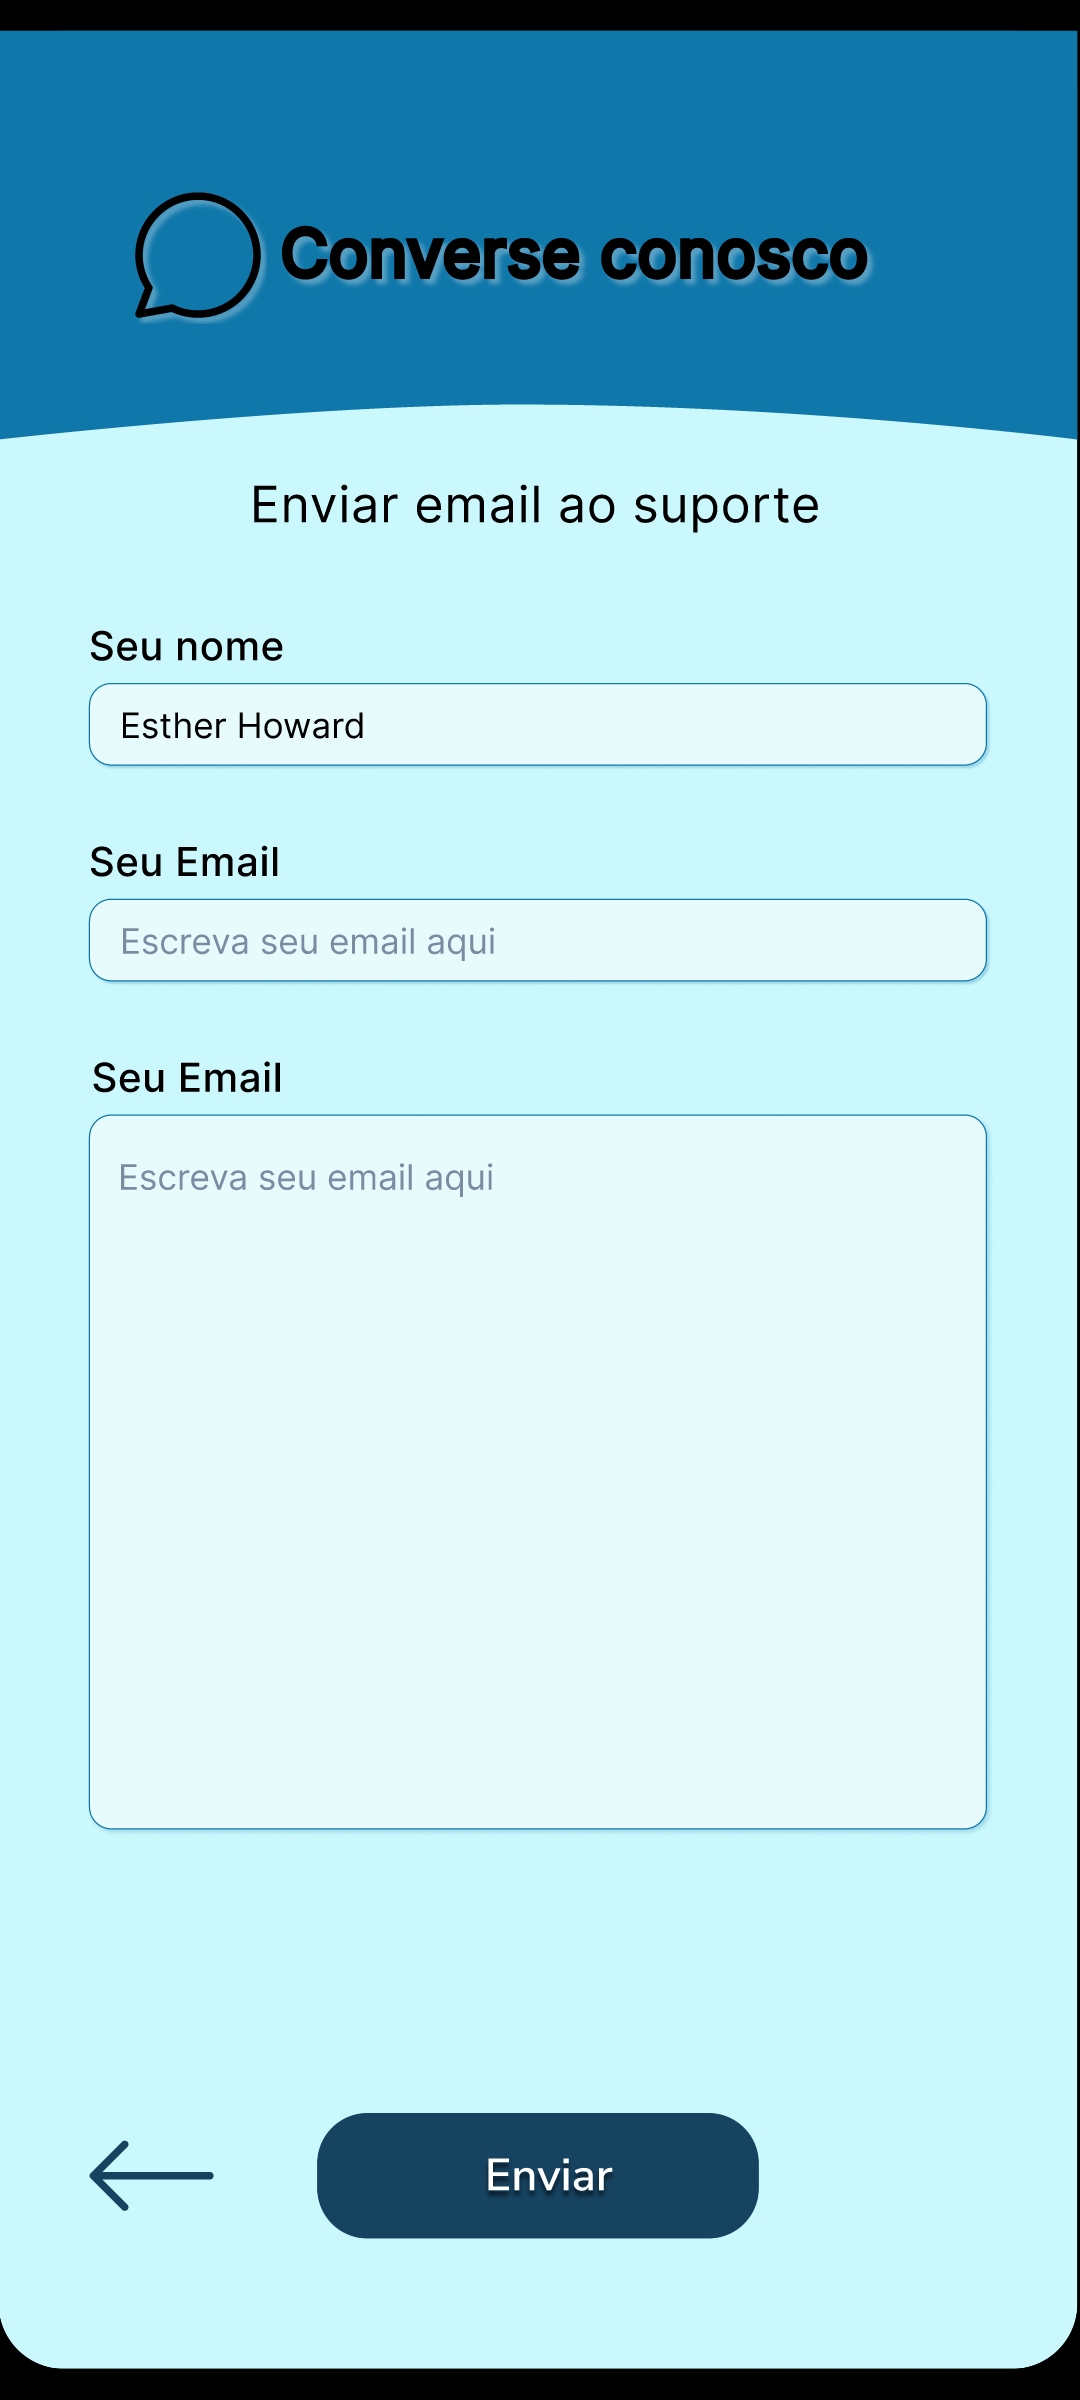 Converse conosco
Enviar email ao suporte
Seu nome
Esther Howard
Seu Email
Escreva seu email aqui
Seu Email
Escreva seu email aqui
Enviar